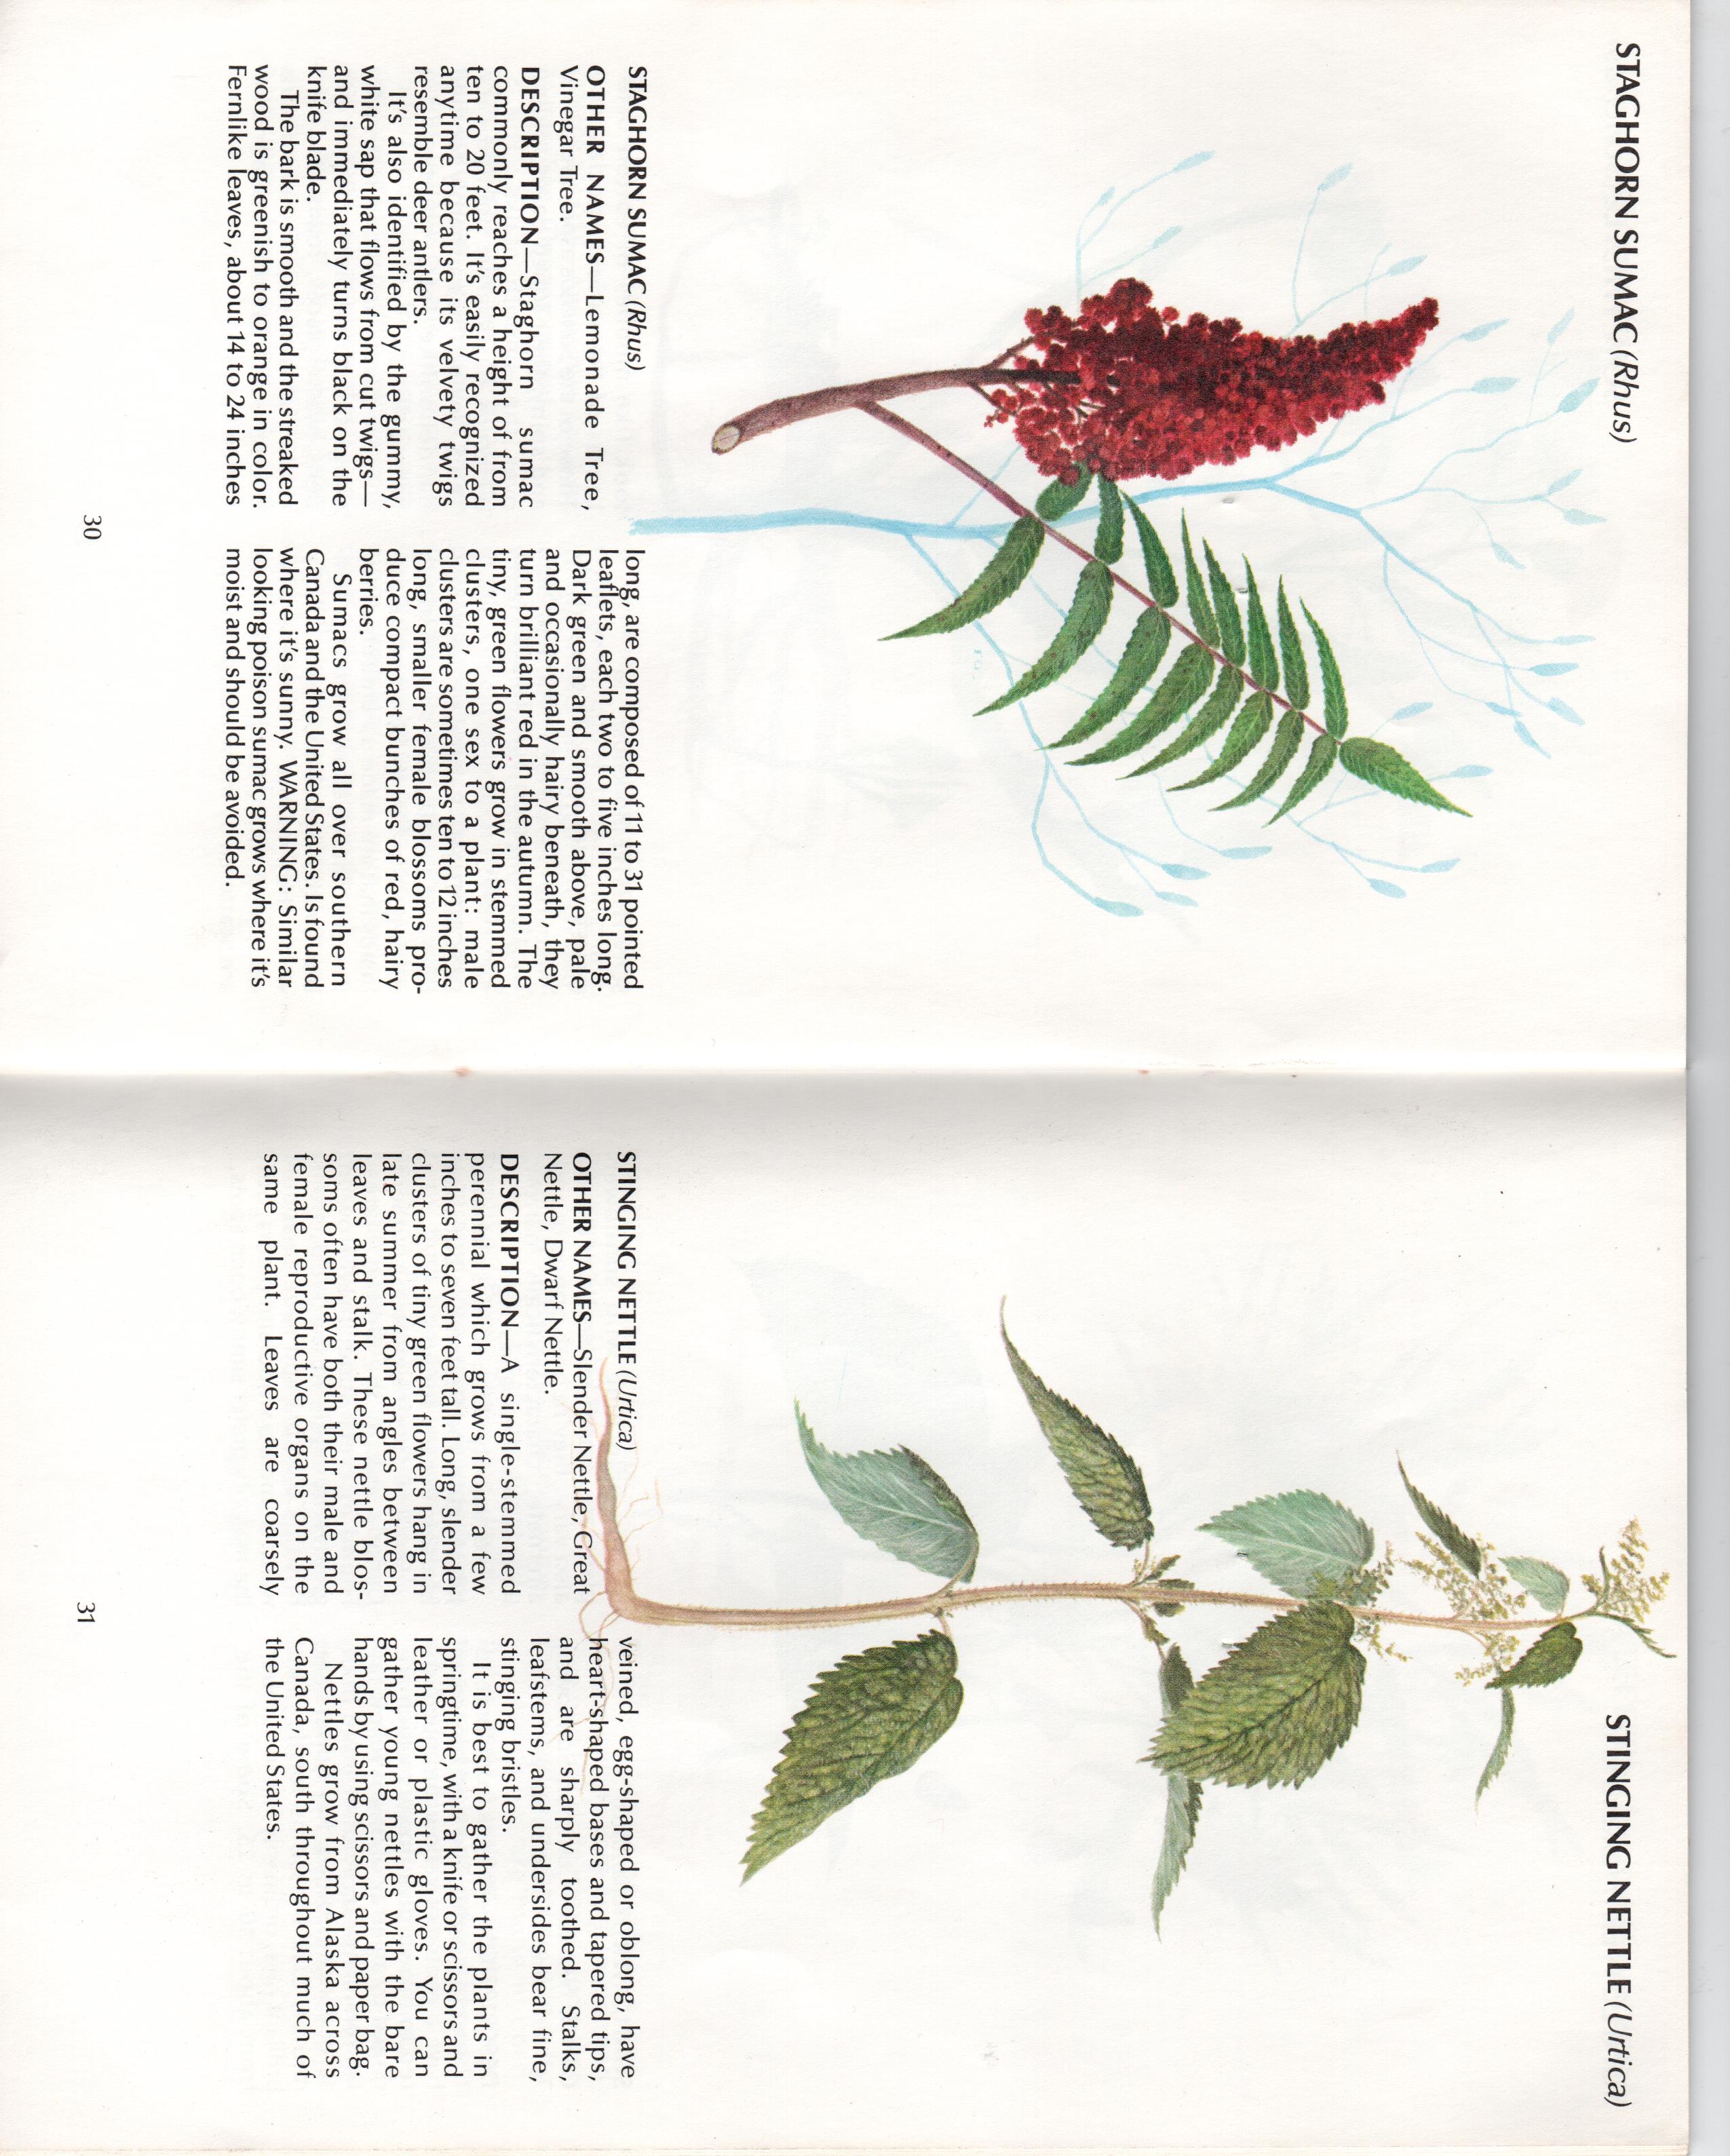 STAGHORN SUMAC (Rhus)
STAGHORN SUMAC (Rhus)
OTHER NAMES—Lemonade Tree,
Vinegar Tree.
DESCRIPTION—Staghorn sumac
commonly reaches a height of from
ten to 20 feet. It's easily recognized
anytime because its velvety twigs
resemble deer antlers.
It's also identified by the gummy,
white sap that flows from cut twigs—
and immediately turns black on the
knife blade.
The bark is smooth and the streaked
wood is greenish to orange in color.
Fernlike leaves, about 14 to 24 inches
long, are composed of 11 to 31 pointed
leaflets, each two to five inches long.
Dark green and smooth above, pale
and occasionally hairy beneath, they
turn brilliant red in the autumn. The
tiny, green flowers grow in stemmed
clusters, one sex to a plant: male
clusters are sometimes ten to 12 inches
long, smaller female blossoms pro-
duce compact bunches of red, hairy
berries.
Sumacs grow all over southern
Canada and the United States. Is found
where it's sunny. WARNING: Similar
looking poison sumac grows where it's
moist and should be avoided.
30
STINGING NETTLE (Urtica)
STINGING NETTLE (Urtica)
OTHER NAMES—Slender Nettle, Great
Nettle, Dwarf Nettle.
DESCRIPTION—A single-stemmed
perennial which grows from a few
inches to seven feet tall. Long, slender
clusters of tiny green flowers hang in
late summer from angles between
leaves and stalk. These nettle blos-
soms often have both their male and
female reproductive organs on the
same plant. Leaves are coarsely
veined, egg-shaped or oblong, have
heart-shaped bases and tapered tips,
and are sharply toothed. Stalks,
leafstems, and undersides bear fine,
stinging bristles.
It is best to gather the plants in
springtime, with a knife or scissors and
leather or plastic gloves. You can
gather young nettles with the bare
hands by using scissors and paper bag.
Nettles grow from Alaska across
Canada, south throughout much of
the United States.
31